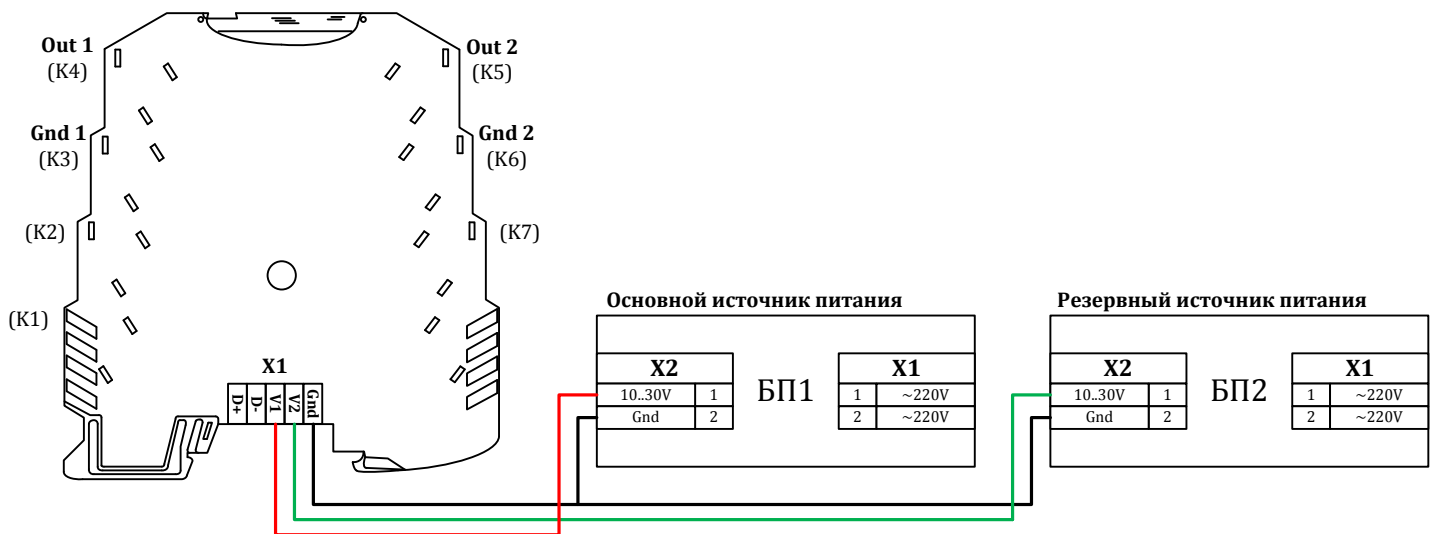 Out 1
(K4)
Out 2
(K5)
Gnd 1
(K3)
Gnd 2
(K6)
(K2)
(K7)
(K1)
X1
D+
D-
V1
V2
Gnd
Основной источник питания
X2
10..30V 1
Gnd 2
БП1
X1
1 ~220V
2 ~220V
Резервный источник питания
X2
10..30V 1
Gnd 2
БП2
X1
1 ~220V
2 ~220V